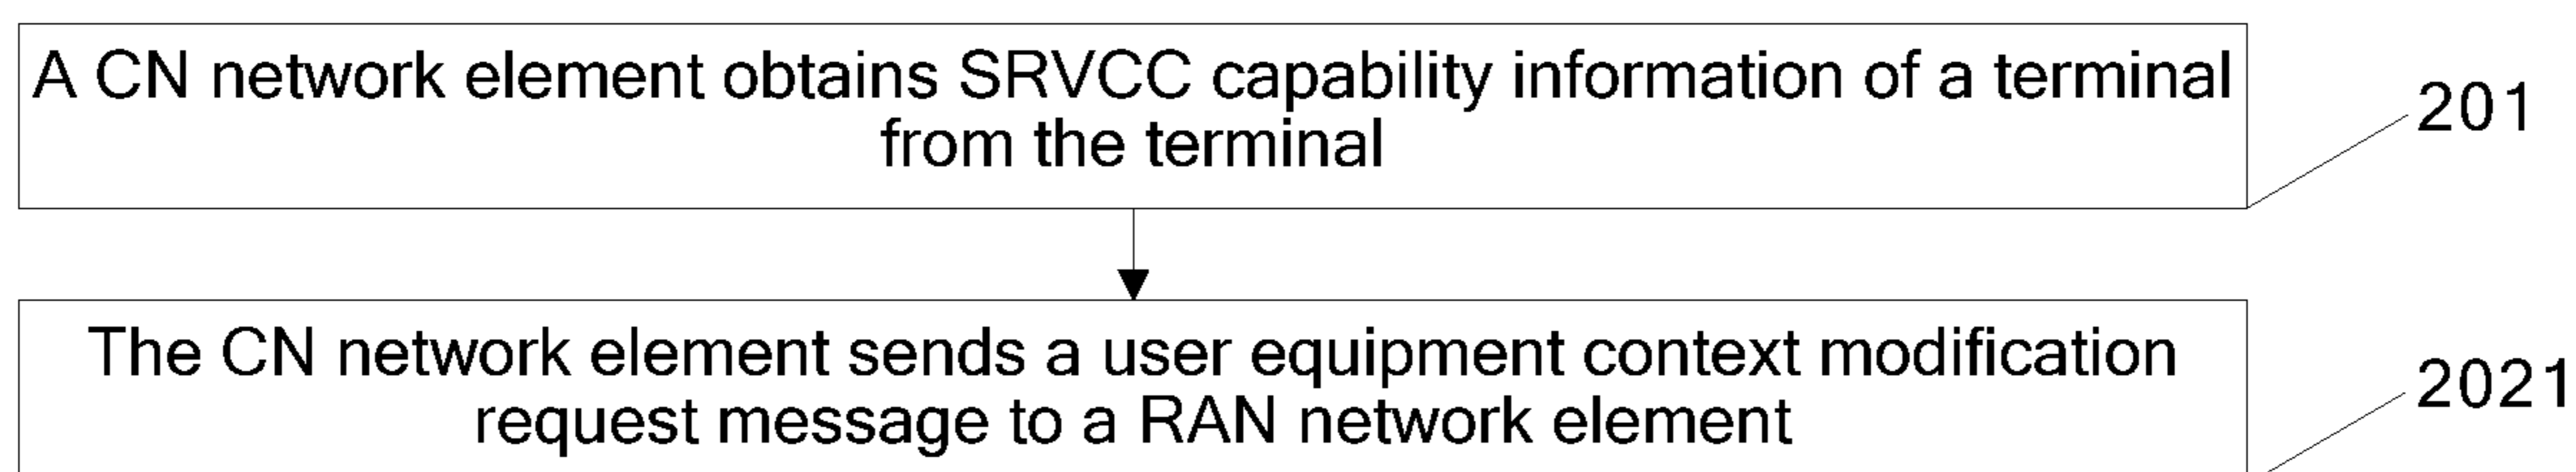 A CN network element obtains SRVCC capability information of a terminal
from the terminal
201
The CN network element sends a user equipment context modification
request message to a RAN network element
2021